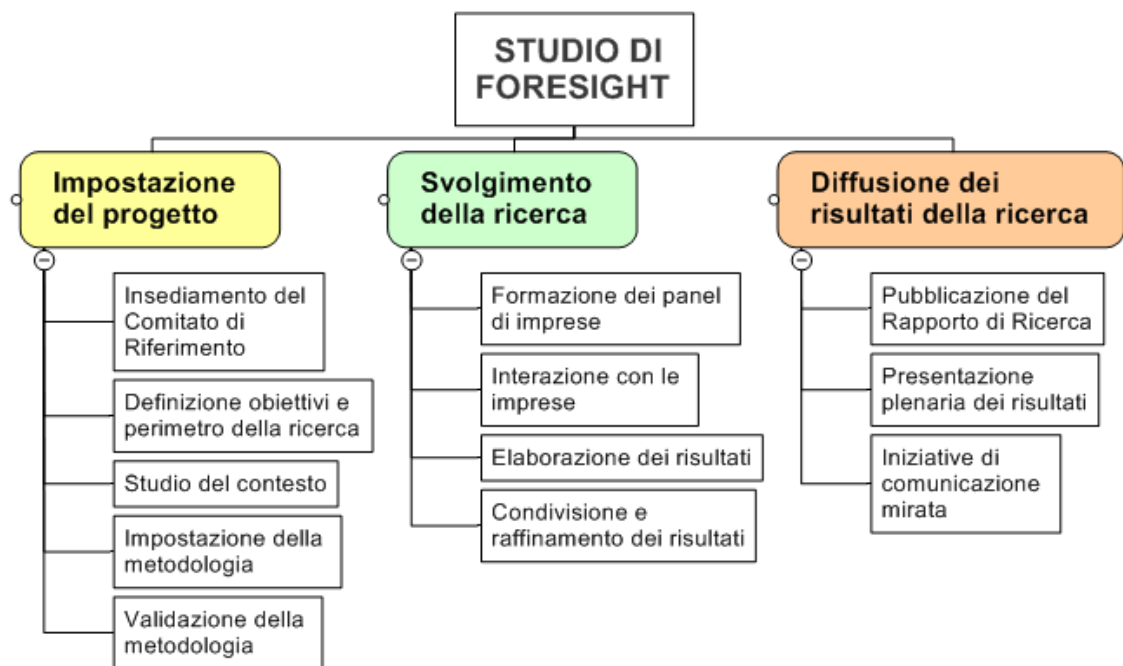 STUDIO DI
FORESIGHT
Impostazione
del progetto
Insediamento del
Comitato di
Riferimento
Definizione obiettivi e
perimetro della ricerca
Studio del contesto
Impostazione della
metodologia
Validazione della
metodologia
Svolgimento
della ricerca
Formazione dei panel
di imprese
Interazione con le
imprese
Elaborazione dei risultati
Condivisione e
raffinamento dei risultati
Diffusione dei
risultati della ricerca
Pubblicazione del
Rapporto di Ricerca
Presentazione
plenaria dei risultati
Iniziative di
comunicazione
mirata